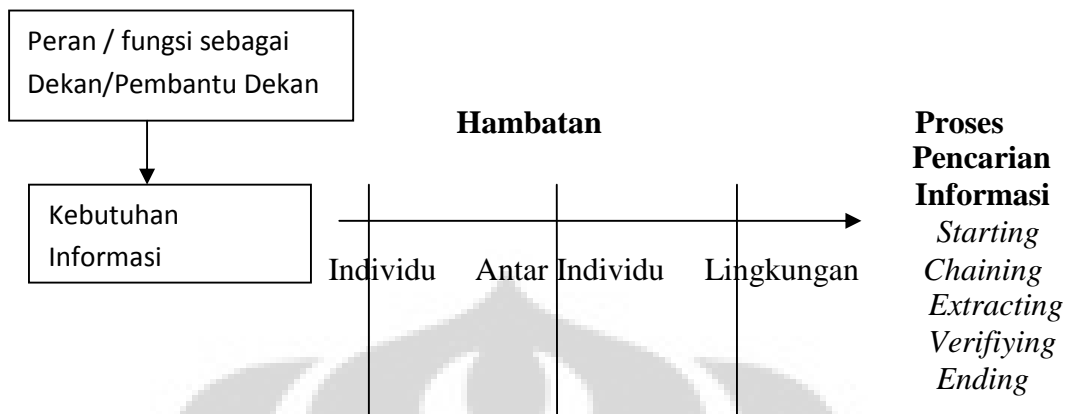 Peran / fungsi sebagai
Dekan/Pembantu Dekan
Kebutuhan
Informasi
Hambatan
Individu
Antar Individu
Lingkungan
Proses
Pencarian
Informasi
Starting
Chaining
Extracting
Verifiying
Ending